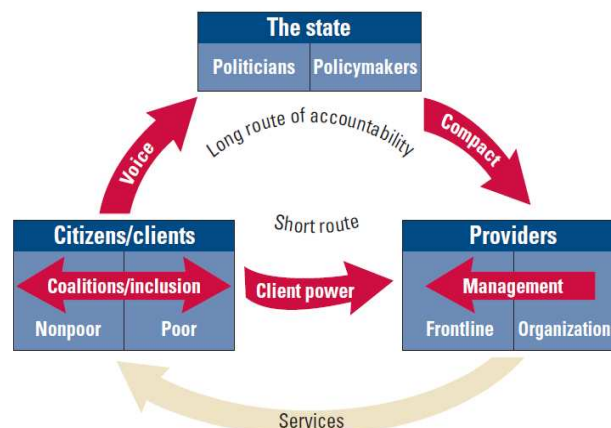 The state
Politicians Policymakers
Long route of accountability
Voice
Compact
Short route
Citizens/clients
Coalitions/inclusion
Nonpoor Poor
Client power
Providers
Management
Frontline Organization
Services